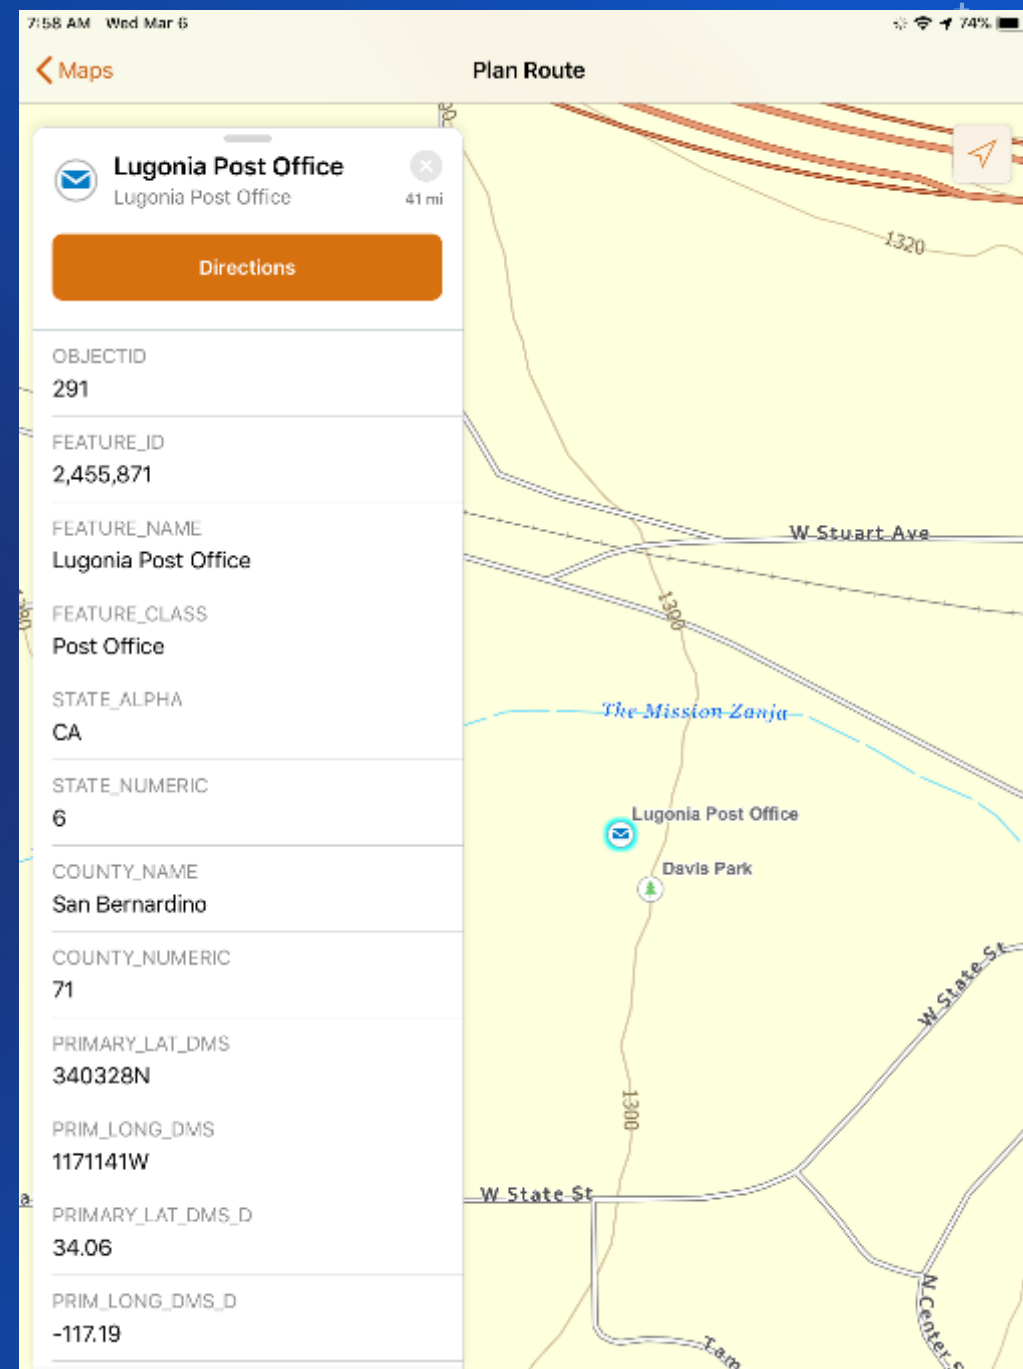 7:58 AM Wed Mar 6
74%
Maps
Plan Route
Lugonia Post Office
Lugonia Post Office
41 mi
Directions
OBJECTID
291
FEATURE_ID
2,455,871
FEATURE_NAME
Lugonia Post Office
FEATURE_CLASS
Post Office
STATE_ALPHA
CA
STATE_NUMERIC
6
COUNTY_NAME
San Bernardino
COUNTY_NUMERIC
71
PRIMARY_LAT_DMS
340328N
PRIM_LONG_DMS
1171141W
PRIMARY_LAT_DMS_D
34.06
PRIM_LONG_DMS_D
-117.19
1320
W Stuart Ave
1300
The Mission Zanja
Lugonia Post Office
Davis Park
W State St
1300
W State St
N Center